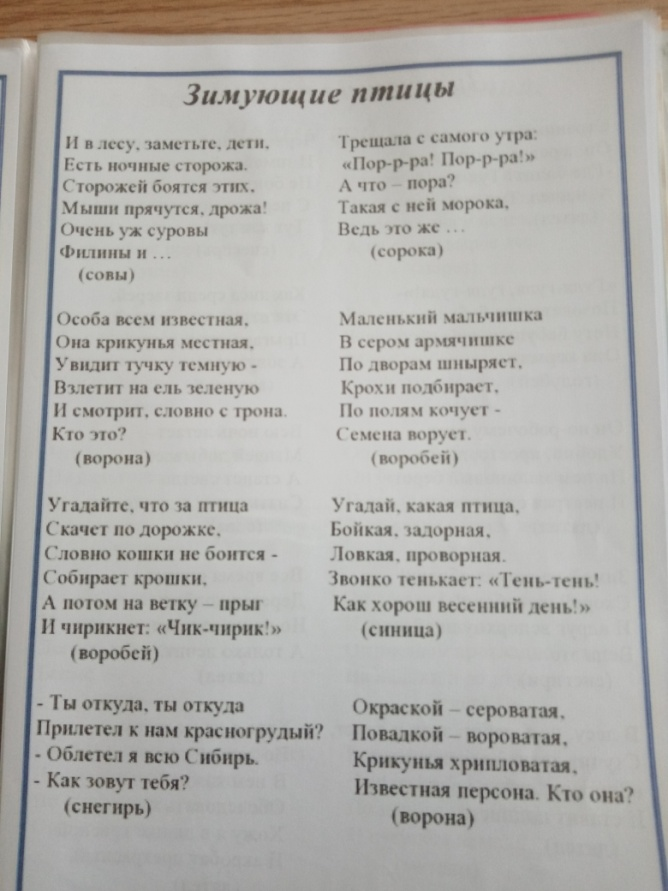 Зимующие птицы
И в лесу, заметьте, дети,
Есть ночные сторожа.
Сторожей боятся этих,
Мыши прячутся, дрожа!
Очень уж суровы
Филины и …
(совы)
Трещала с самого утра:
«Пор-р-ра! Пор-р-ра!»
А что – пора?
Такая с ней морока,
Ведь это же …
(сорока)
Особа всем известная,
Она крикунья местная,
Увидит тучку темную -
Взлетит на ель зеленую
И смотрит, словно с трона.
Кто это?
(ворона)
Маленький мальчишка
В сером армячишке
По дворам шныряет,
Крохи подбирает,
По полям кочует -
Семена ворует.
(воробей)
Угадайте, что за птица
Скачет по дорожке,
Словно кошки не боится -
Собирает крошки,
А потом на ветку – прыг
И чирикнет: «Чик-чирик!»
(воробей)
Угадай, какая птица,
Бойкая, задорная,
Ловкая, проворная.
Звонко тенькает: «Тень-тень!
Как хорош весенний день!»
(синица)
- Ты откуда, ты откуда
Прилетел к нам красногрудый?
- Облетел я всю Сибирь.
- Как зовут тебя?
(снегирь)
Окраской – сероватая,
Повадкой – вороватая,
Крикунья хрипловатая,
Известная персона. Кто она?
(ворона)